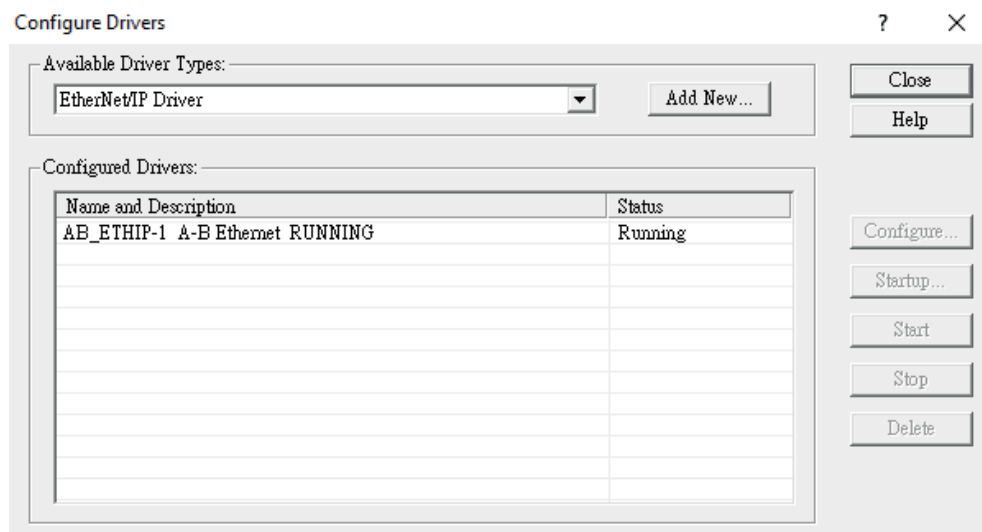 Configure Drivers
?
Available Driver Types:
EtherNet/IP Driver
Add New...
Close
Help
Configured Drivers:
Name and Description Status
AB_ETHIP-1 A-B Ethernet RUNNING Running
Configure...
Startup...
Start
Stop
Delete